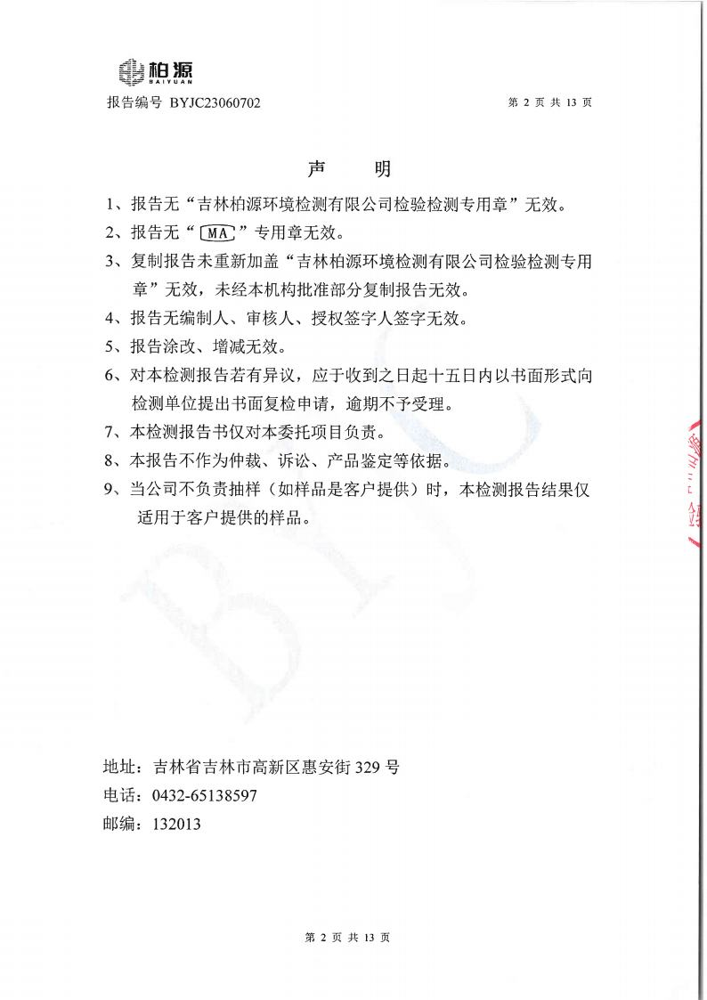 柏源
BAIYUAN
报告编号 BYJC23060702
第 2 页 共 13 页
声 明
1、报告无“吉林柏源环境检测有限公司检验检测专用章”无效。
2、报告无“MA”专用章无效。
3、复制报告未重新加盖“吉林柏源环境检测有限公司检验检测专用
章”无效，未经本机构批准部分复制报告无效。
4、报告无编制人、审核人、授权签字人签字无效。
5、报告涂改、增减无效。
6、对本检测报告若有异议，应于收到之日起十五日内以书面形式向
检测单位提出书面复检申请，逾期不予受理。
7、本检测报告书仅对本委托项目负责。
8、本报告不作为仲裁、诉讼、产品鉴定等依据。
9、当公司不负责抽样（如样品是客户提供）时，本检测报告结果仅
适用于客户提供的样品。
BYJC
地址：吉林省吉林市高新区惠安街 329 号
电话：0432-65138597
邮编：132013
第 2 页 共 13 页